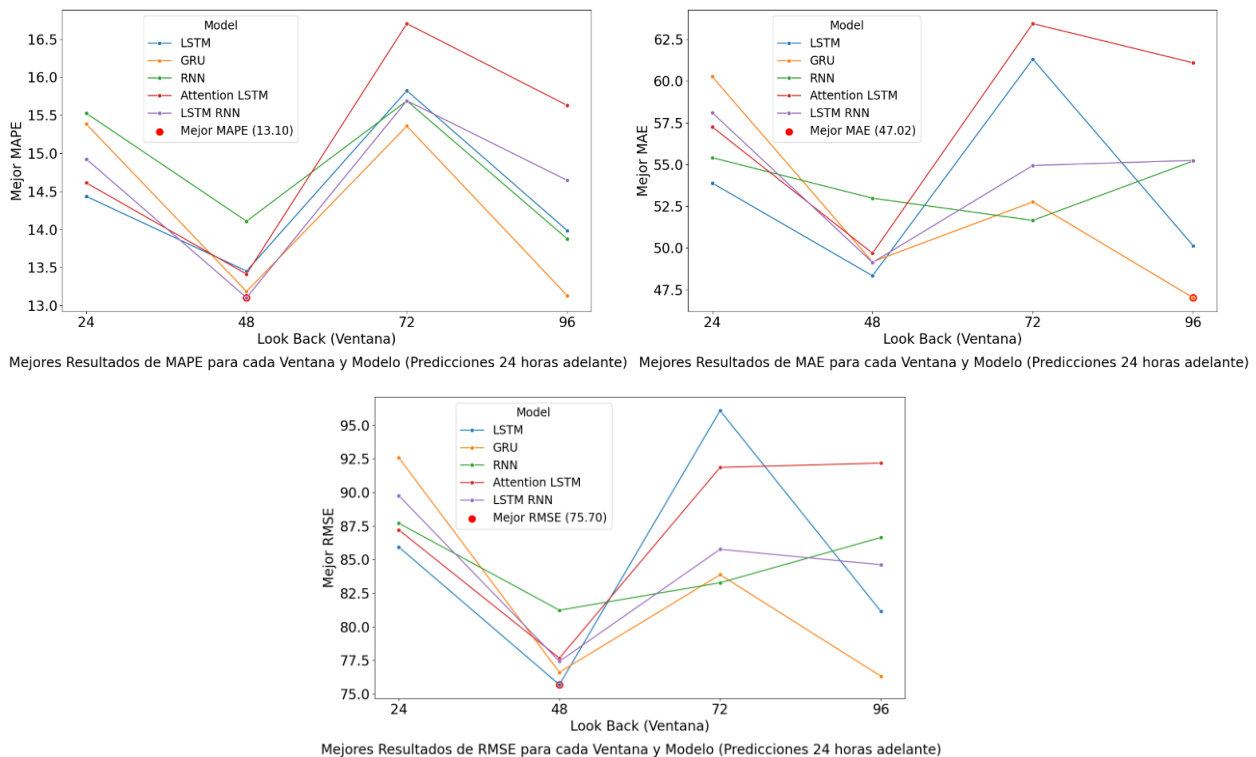 Mejor MAPE
16.5
16.0
15.5
15.0
14.5
14.0
13.5
13.0
Model
LSTM
GRU
RNN
Attention LSTM
LSTM RNN
Mejor MAPE (13.10)
24
48
72
96
Look Back (Ventana)
Mejores Resultados de MAPE para cada Ventana y Modelo (Predicciones 24 horas adelante)
Mejor MAE
62.5
60.0
57.5
55.0
52.5
50.0
47.5
Model
LSTM
GRU
RNN
Attention LSTM
LSTM RNN
Mejor MAE (47.02)
24
48
72
96
Look Back (Ventana)
Mejores Resultados de MAE para cada Ventana y Modelo (Predicciones 24 horas adelante)
Mejor RMSE
95.0
92.5
90.0
87.5
85.0
82.5
80.0
77.5
75.0
Model
LSTM
GRU
RNN
Attention LSTM
LSTM RNN
Mejor RMSE (75.70)
24
48
72
96
Look Back (Ventana)
Mejores Resultados de RMSE para cada Ventana y Modelo (Predicciones 24 horas adelante)